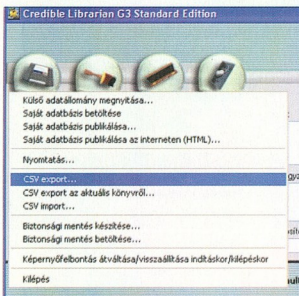 Credible Librarian G3 Standard Edition
Külső adatállomány megnyitása...
Saját adatbázis betöltése
Saját adatbázis publikálása...
Saját adatbázis publikálása az interneten (HTML)...
Nyomtatás...
CSV export...
CSV export az aktuális könyvről...
CSV import...
Biztonsági mentés készítése...
Biztonsági mentés betöltése...
Képernyőfelbontás átváltása/visszaállítása indításkor/kilépéskor
Kilépés